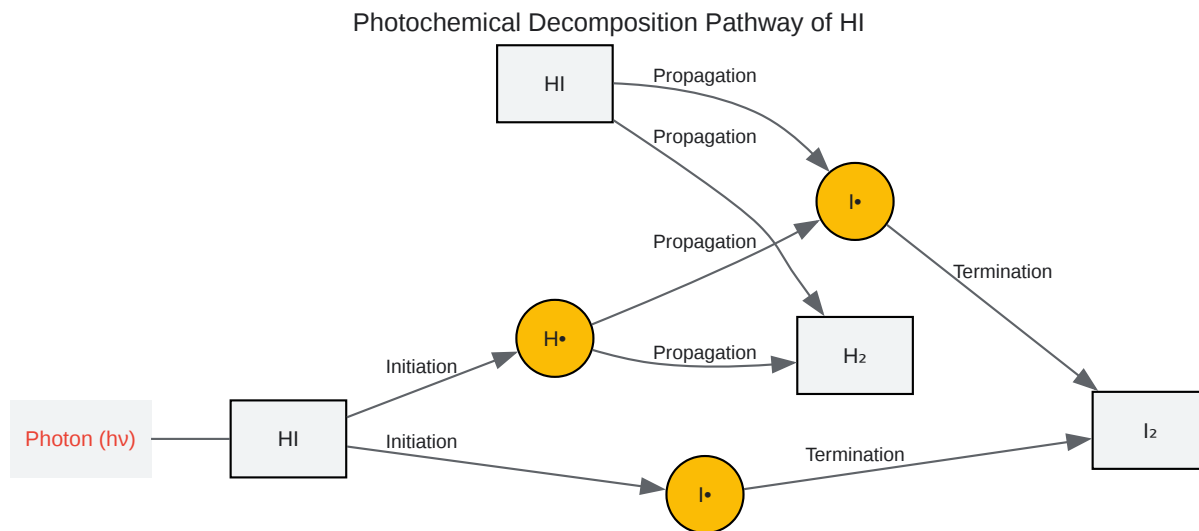 Photochemical Decomposition Pathway of HI
HI
Propagation
Propagation
I•
Propagation
Termination
H•
Propagation
H₂
Initiation
Photon (hν)
HI
Initiation
I•
Termination
I₂